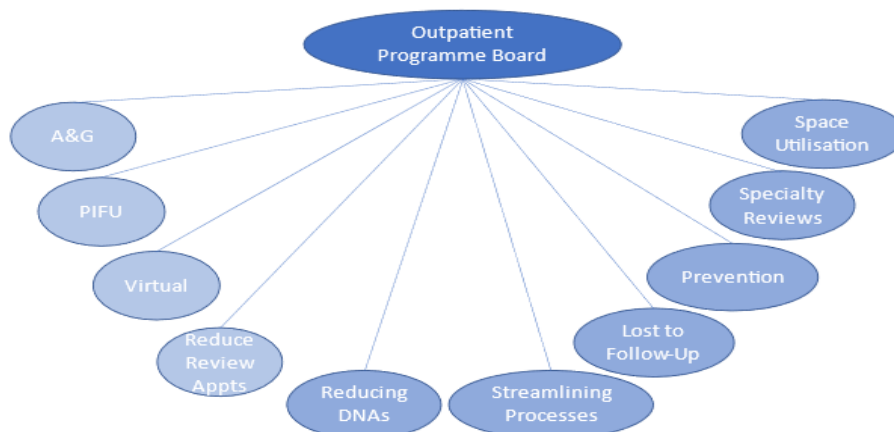 Outpatient
Programme Board
A&G
PIFU
Virtual
Reduce
Review
Appts
Reducing
DNAs
Streamlining
Processes
Lost to
Follow-Up
Prevention
Specialty
Reviews
Space
Utilisation